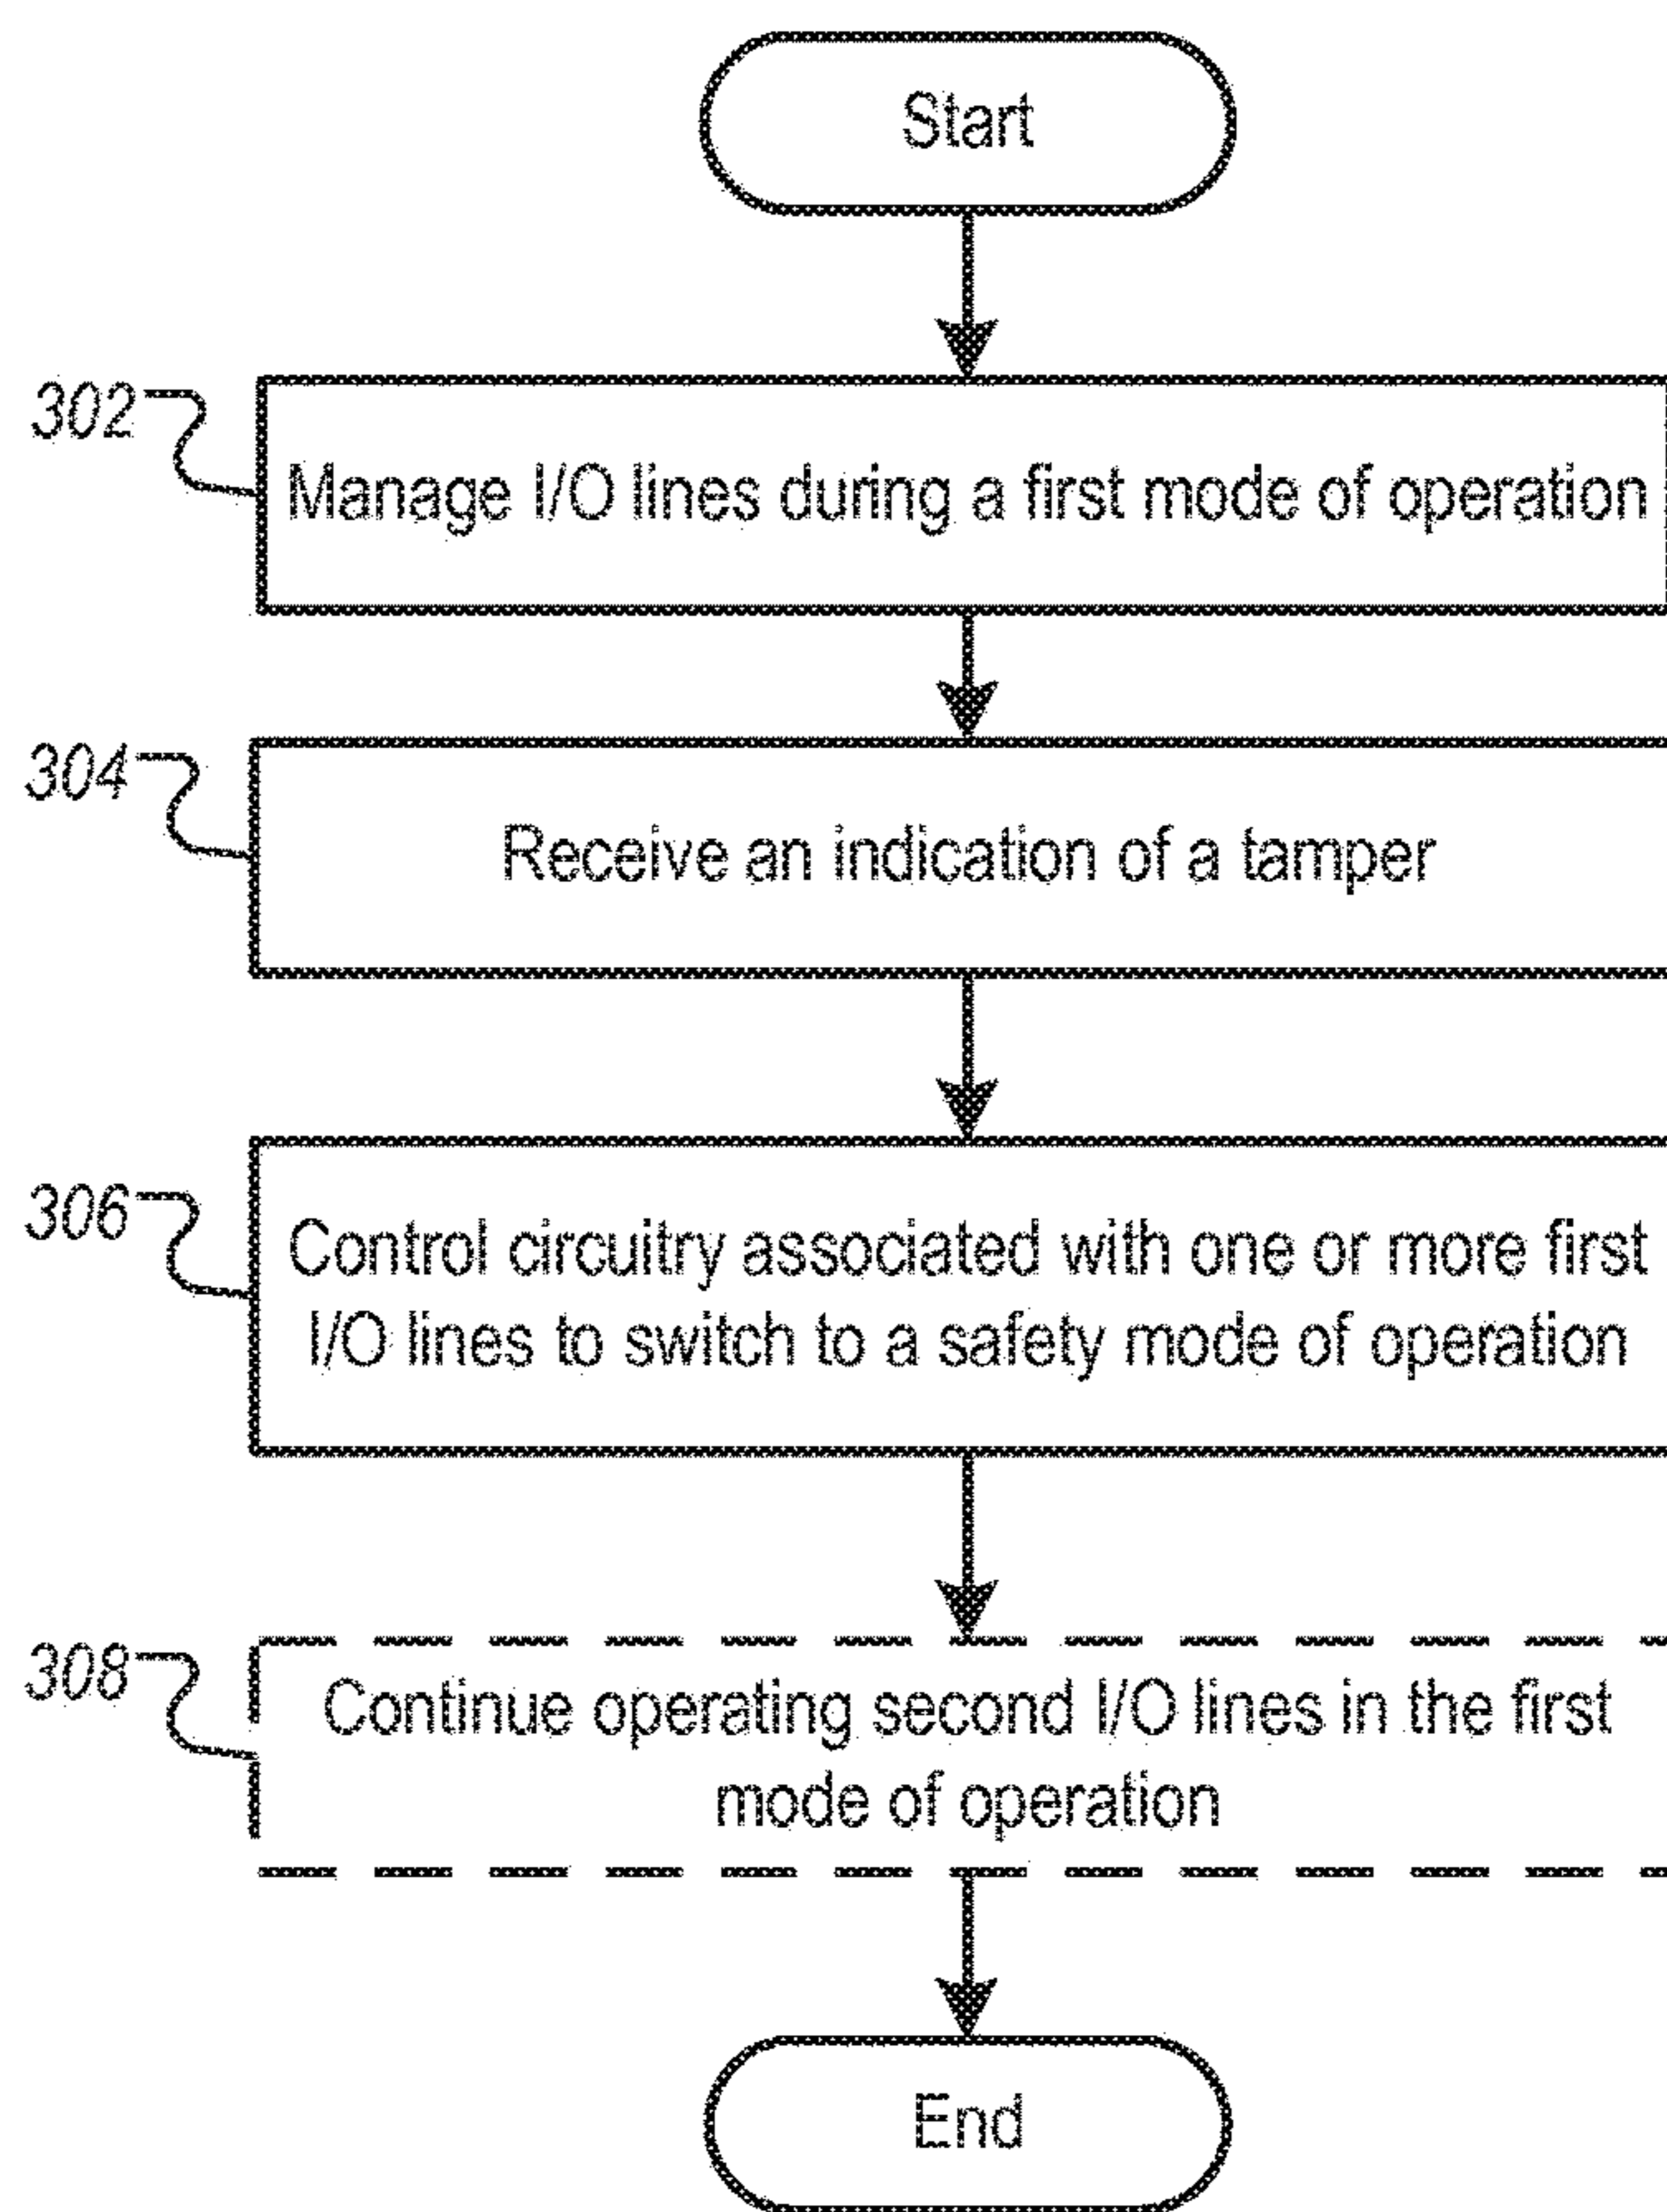 Start
302
Manage I/O lines during a first mode of operation
304
Receive an indication of a tamper
306
Control circuitry associated with one or more first
I/O lines to switch to a safety mode of operation
308
Continue operating second I/O lines in the first
mode of operation
End